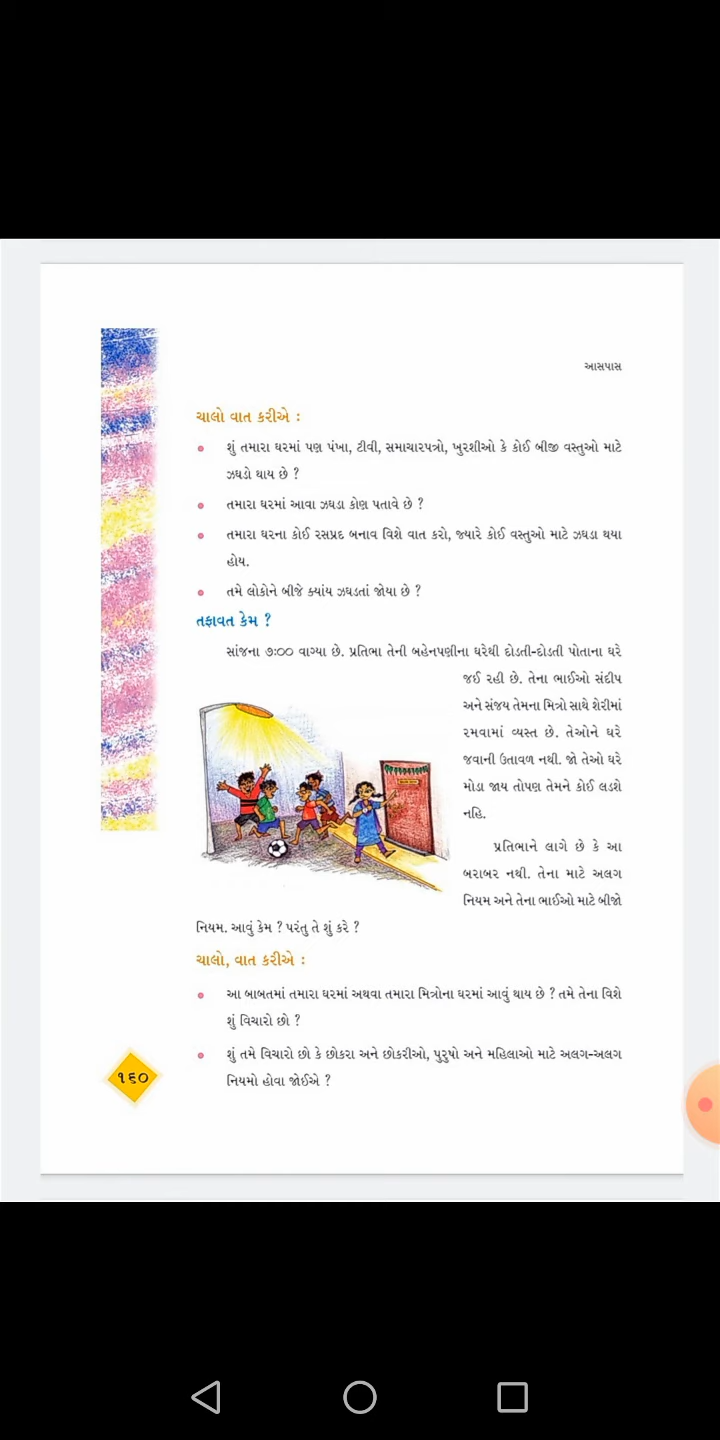 આસપાસ
ચાલો વાત કરીએ :
શું તમારા ઘરમાં પણ પંખા, ટીવી, સમાચારપત્રો, ખુરશીઓ કે કોઈ બીજી વસ્તુઓ માટે
ઝઘડો થાય છે ?
તમારા ઘરમાં આવા ઝઘડા કોણ પતાવે છે ?
તમારા ઘરના કોઈ રસપ્રદ બનાવ વિશે વાત કરો, જ્યારે કોઈ વસ્તુઓ માટે ઝઘડા થયા
હોય.
તમે લોકોને બીજે ક્યાંય ઝઘડતાં જોયા છે ?
તફાવત કેમ ?
સાંજના ૭:૦૦ વાગ્યા છે. પ્રતિભા તેની બહેનપણીના ઘરેથી દોડતી-દોડતી પોતાના ઘરે
જઈ રહી છે. તેના ભાઈઓ સંદીપ
અને સંજય તેમના મિત્રો સાથે શેરીમાં
રમવામાં વ્યસ્ત છે. તેઓને ઘરે
જવાની ઉતાવળ નથી. જો તેઓ ઘરે
મોડા જાય તોપણ તેમને કોઈ લડશે
નહિ.
પ્રતિભાને લાગે છે કે આ
બરાબર નથી. તેના માટે અલગ
નિયમ અને તેના ભાઈઓ માટે બીજો
નિયમ. આવું કેમ ? પરંતુ તે શું કરે ?
ચાલો, વાત કરીએ :
આ બાબતમાં તમારા ઘરમાં અથવા તમારા મિત્રોના ઘરમાં આવું થાય છે ? તમે તેના વિશે
શું વિચારો છો ?
શું તમે વિચારો છો કે છોકરા અને છોકરીઓ, પુરુષો અને મહિલાઓ માટે અલગ-અલગ
નિયમો હોવા જોઈએ ?
૧૬૦